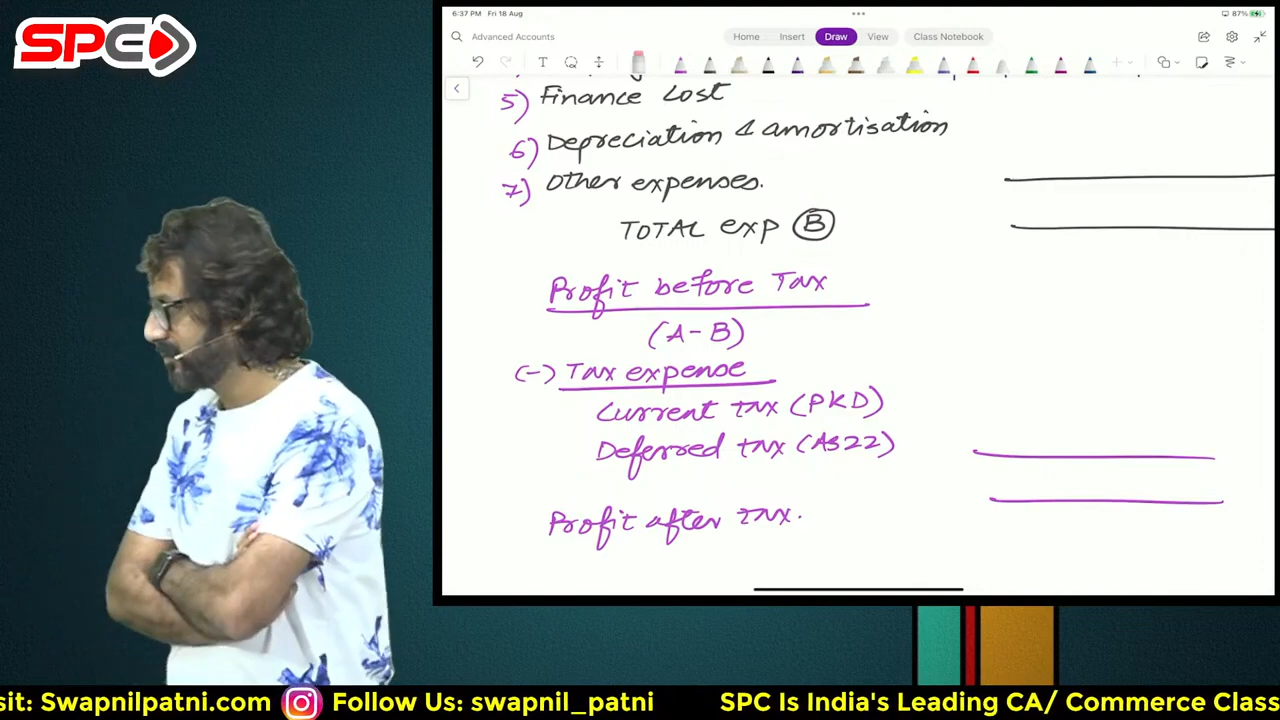 SPC
6:37 PM Fri 18 Aug
87%
Advanced Accounts
Home Insert Draw View Class Notebook
5) Finance Cost
6) Depreciation & amortisation
7) Other expenses.
TOTAL exp (B)
Profit before Tax
(A-B)
(-) Tax expense
Current tax (PKD)
Deferred tax (AS22)
Profit after tax.
sit: Swapnilpatni.com Follow Us: swapnil_patni SPC Is India's Leading CA/ Commerce Class